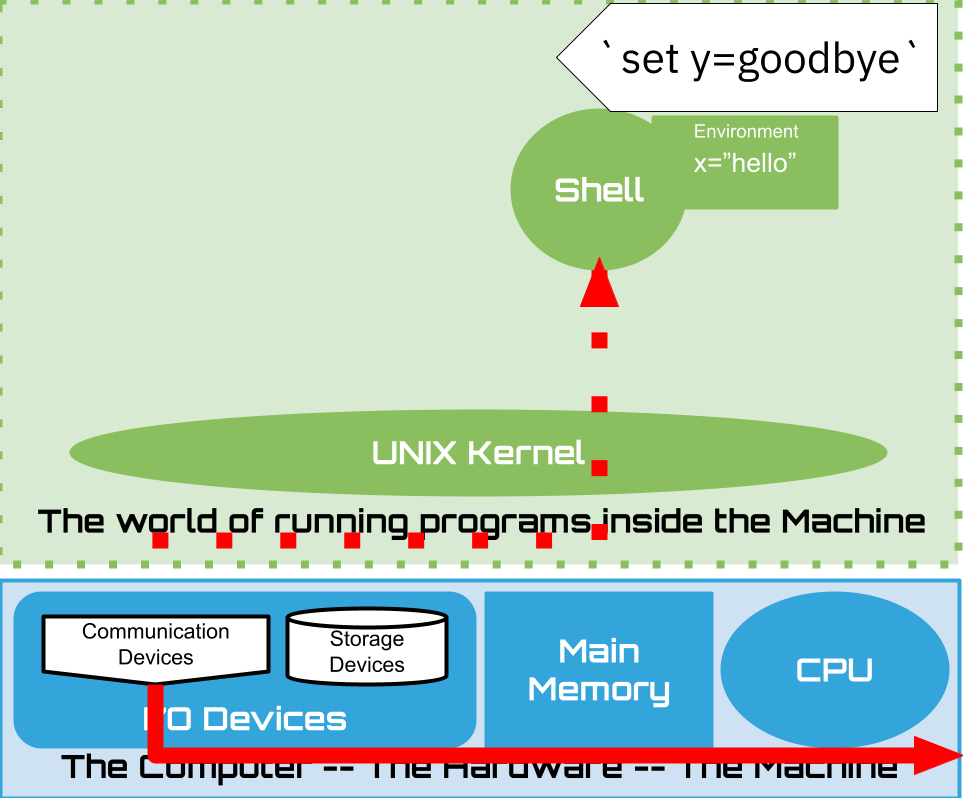 `set y=goodbye`
Environment
x=”hello”
Shell
UNIX Kernel
The world of running programs inside the Machine
Communication
Devices
Storage
Devices
I/O Devices
Main
Memory
CPU
The Computer -- The Hardware -- The Machine